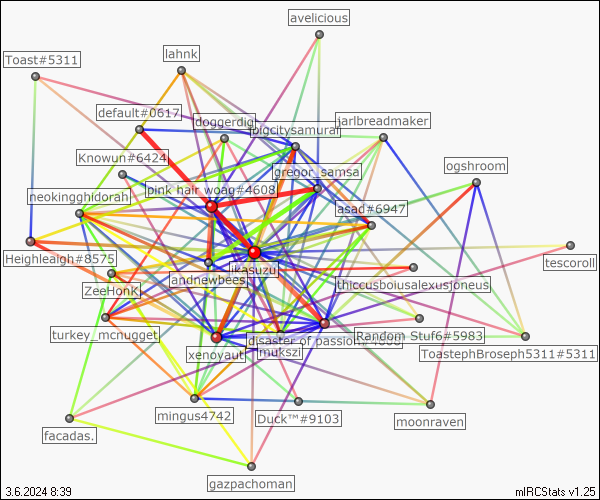 avelicious
lahnk
Toast#5311
default#0617
doggerdig
bigcitysamurai
jarlbreadmaker
Knowun#6424
gregor_samsa
ogshroom
pink hair woag#4608
neokingghidorah
asad#6947
Heighleaigh#8575
ikasuzu
andnewbees
tescoroll
ZeeHonKj
thiccusboiusalexusjoneus
turkey_mcnugget
disaster of passion#4888
Random Stuf6#5983
xenoyaut
mukszi
ToastephBroseph5311#5311
mingus4742
Duck™#9103
moonraven
facadas.
gazpachoman
3.6.2024 8:39
mIRCStats v1.25